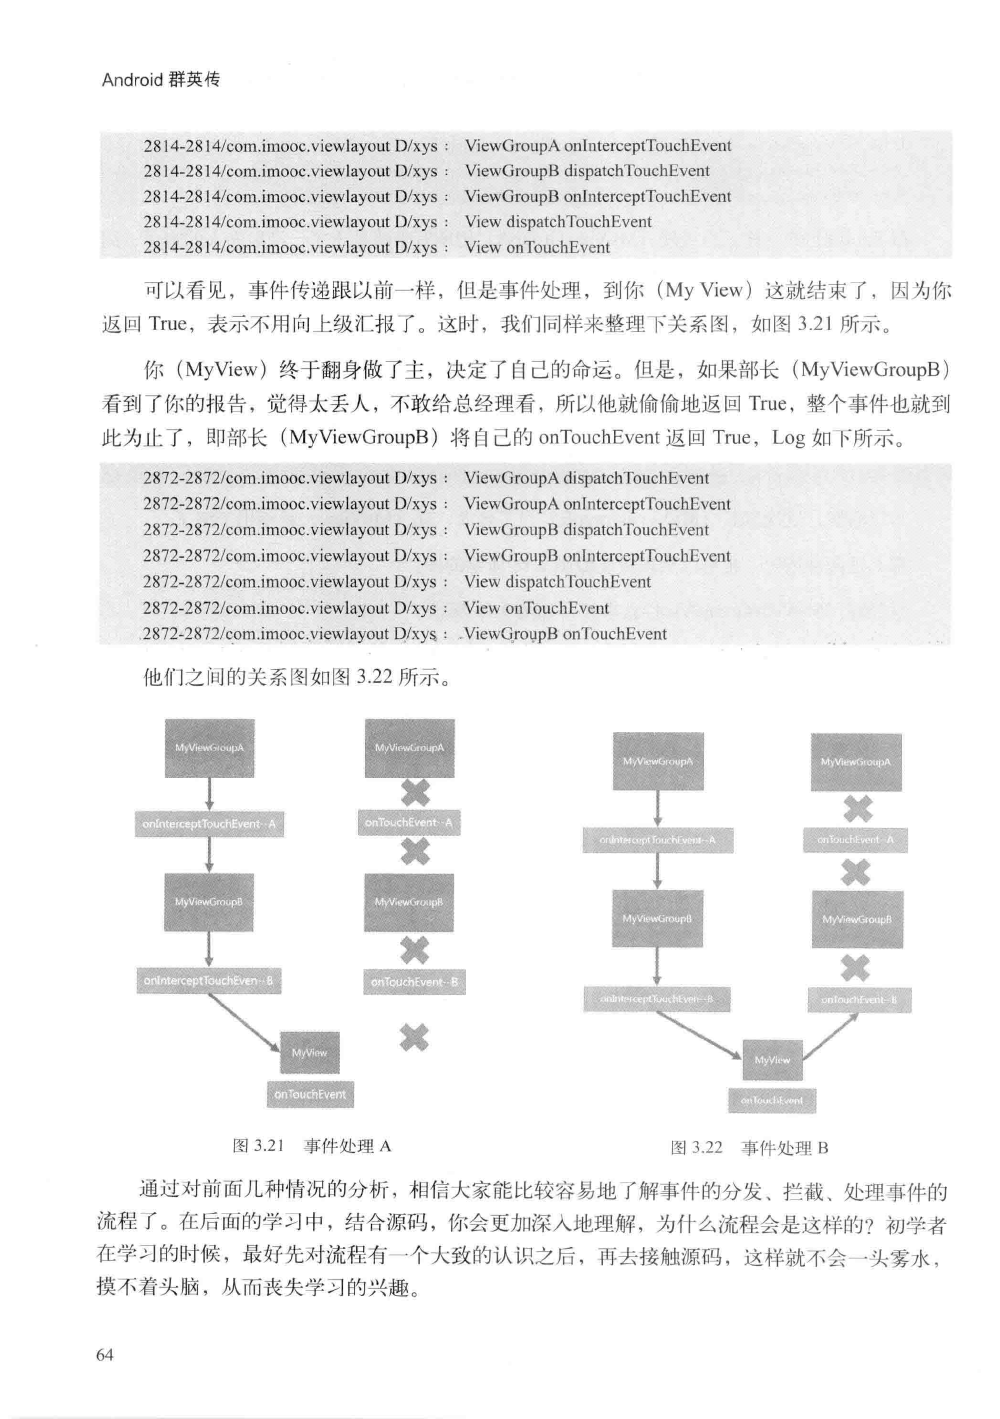 Android 群英传
2814-2814/com.imooc.viewlayout D/xys： ViewGroupA onInterceptTouchEvent
2814-2814/com.imooc.viewlayout D/xys： ViewGroupB dispatchTouchEvent
2814-2814/com.imooc.viewlayout D/xys： ViewGroupB onInterceptTouchEvent
2814-2814/com.imooc.viewlayout D/xys： View dispatchTouchEvent
2814-2814/com.imooc.viewlayout D/xys： View onTouchEvent
可以看见，事件传递跟以前一样，但是事件处理，到你（My View）这就结束了，因为你
返回 True，表示不用向上级汇报了。这时，我们同样来整理下关系图，如图 3.21 所示。
你（MyView）终于翻身做了主，决定了自己的命运。但是，如果部长（MyViewGroupB）
看到了你的报告，觉得太丢人，不敢给总经理看，所以他就偷偷地返回 True，整个事件也就到
此为止了，即部长（MyViewGroupB）将自己的 onTouchEvent 返回 True，Log 如下所示。
2872-2872/com.imooc.viewlayout D/xys： ViewGroupA dispatchTouchEvent
2872-2872/com.imooc.viewlayout D/xys： ViewGroupA onInterceptTouchEvent
2872-2872/com.imooc.viewlayout D/xys： ViewGroupB dispatchTouchEvent
2872-2872/com.imooc.viewlayout D/xys： ViewGroupB onInterceptTouchEvent
2872-2872/com.imooc.viewlayout D/xys： View dispatchTouchEvent
2872-2872/com.imooc.viewlayout D/xys： View onTouchEvent
2872-2872/com.imooc.viewlayout D/xys： ViewGroupB onTouchEvent
他们之间的关系图如图 3.22 所示。
MyViewGroupA
MyViewGroupA
onInterceptTouchEvent--A
onTouchEvent--A
MyViewGroupB
MyViewGroupB
onInterceptTouchEven--B
onTouchEvent--B
MyView
onTouchEvent
MyViewGroupA
MyViewGroupA
onInterceptTouchEvent--A
onTouchEvent--A
MyViewGroupB
MyViewGroupB
onInterceptTouchEven--B
onTouchEvent--B
MyView
onTouchEvent
图 3.21 事件处理 A
图 3.22 事件处理 B
通过对前面几种情况的分析，相信大家能比较容易地了解事件的分发、拦截、处理事件的
流程了。在后面的学习中，结合源码，你会更加深入地理解，为什么流程会是这样的？初学者
在学习的时候，最好先对流程有一个大致的认识之后，再去接触源码，这样就不会一头雾水，
摸不着头脑，从而丧失学习的兴趣。
64